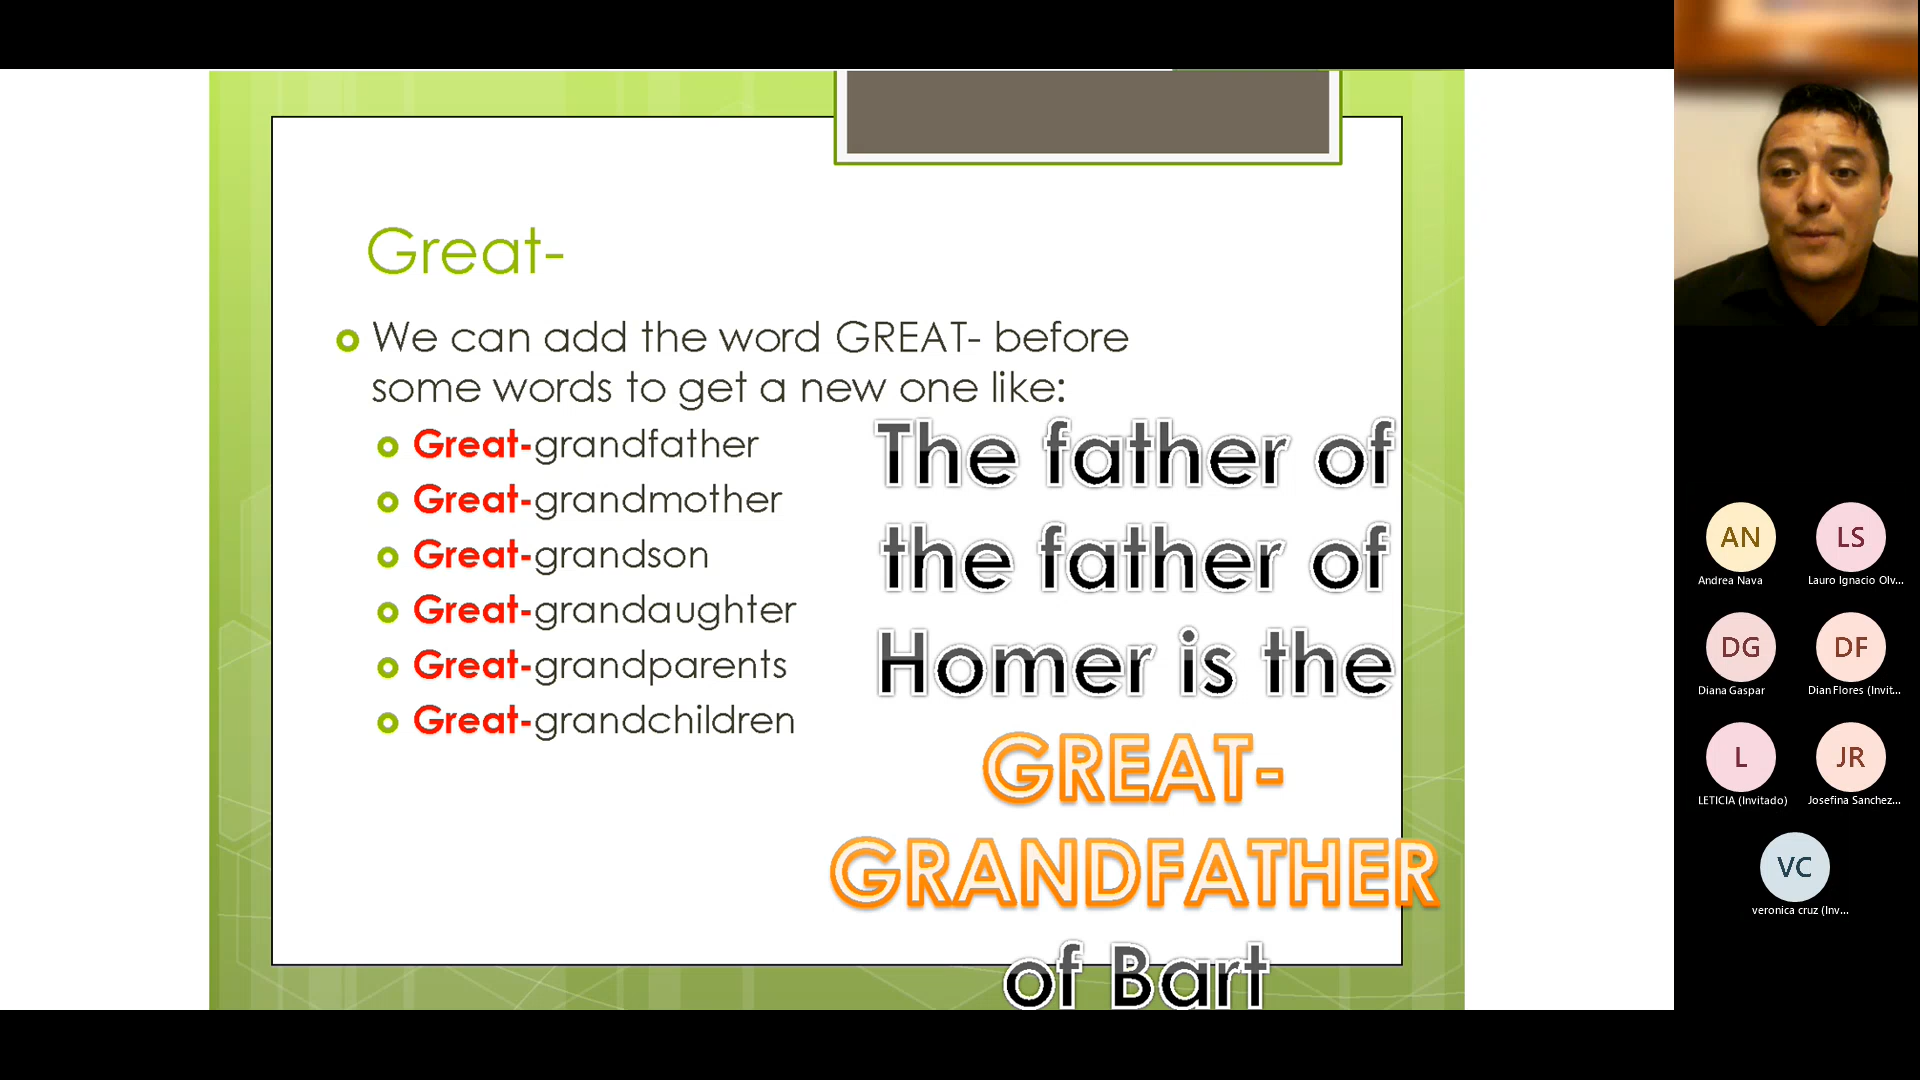 Great-
We can add the word GREAT- before
some words to get a new one like:
Great-grandfather
Great-grandmother
Great-grandson
Great-grandaughter
Great-grandparents
Great-grandchildren
The father of
the father of
Homer is the
GREAT-
GRANDFATHER
of Bart
AN
Andrea Nava
LS
Lauro Ignacio Olv...
DG
Diana Gaspar
DF
Dian Flores (Invit...
L
LETICIA (Invitado)
JR
Josefina Sanchez...
VC
veronica cruz (Inv...